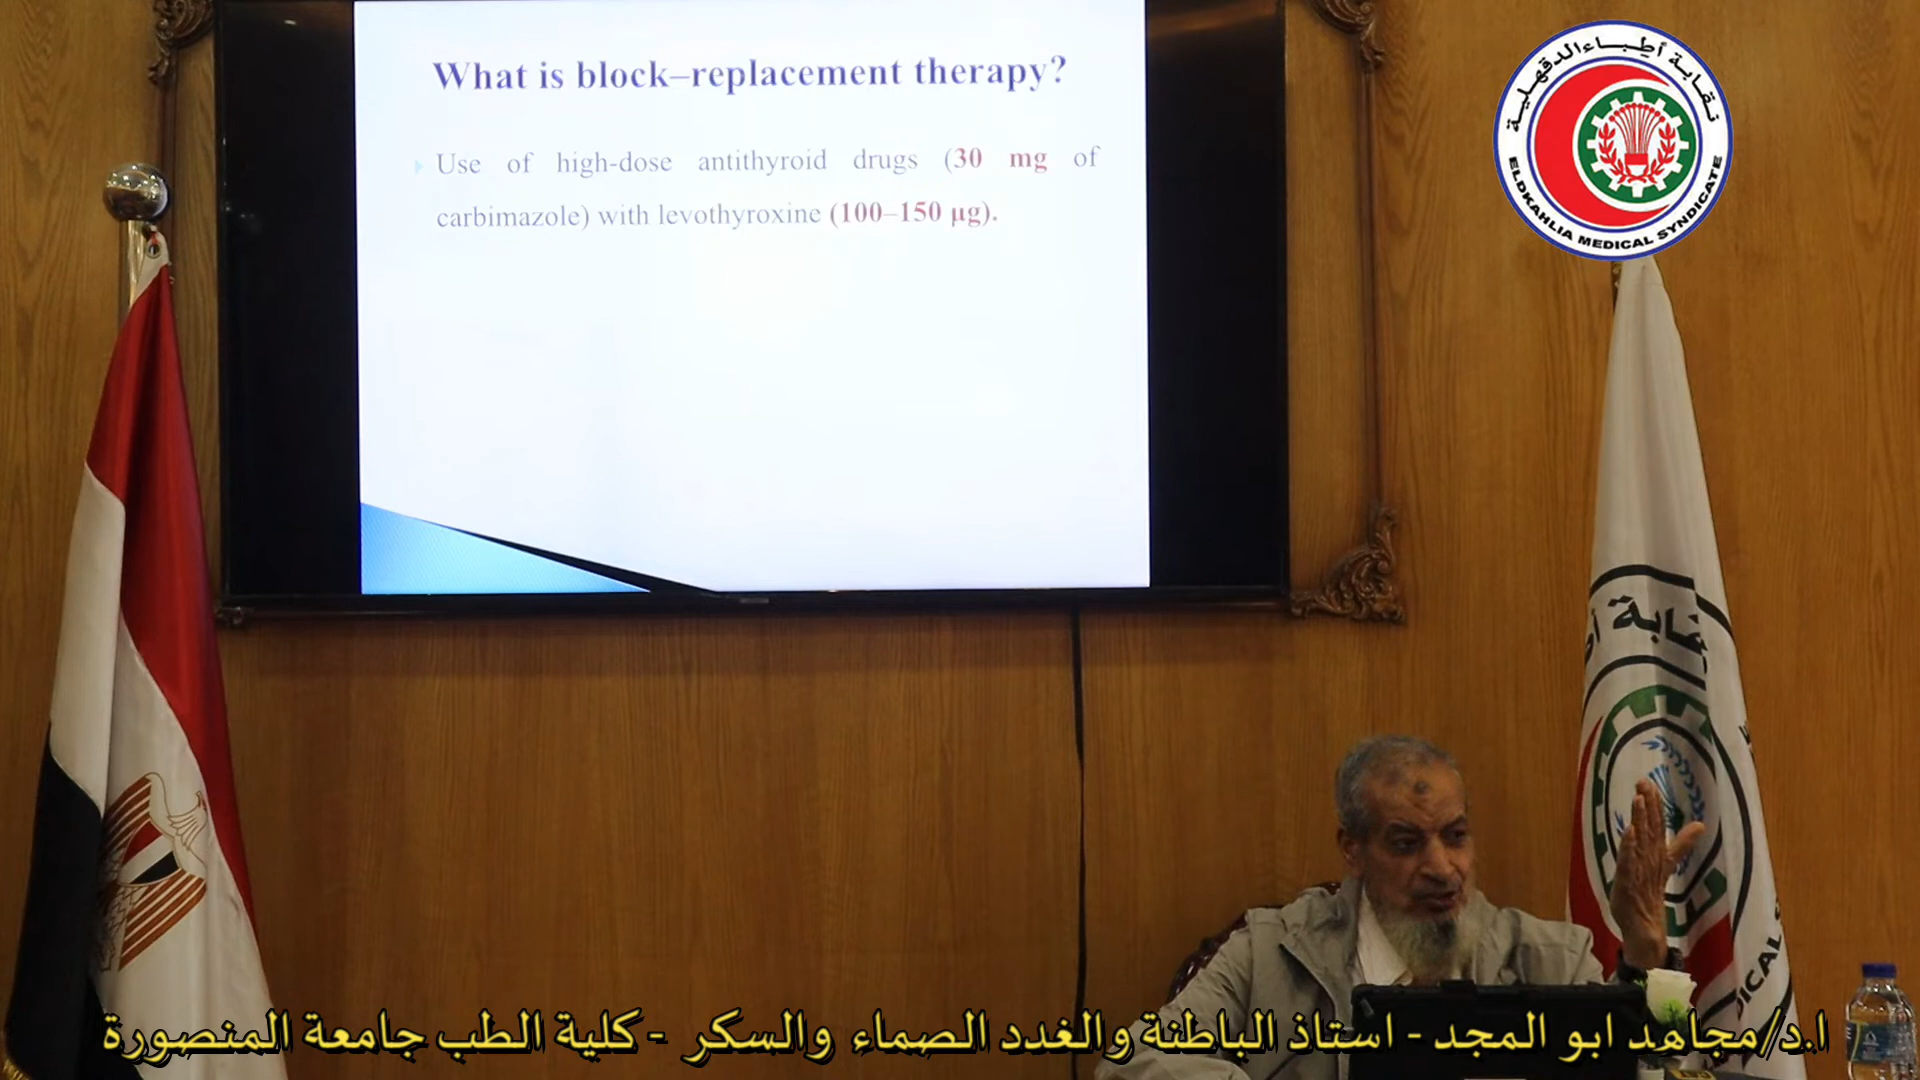 What is block–replacement therapy?
Use of high-dose antithyroid drugs (30 mg of
carbimazole) with levothyroxine (100–150 µg).
نقابة أطباء الدقهلية
ELDKAHLIA MEDICAL SYNDICATE
نقابة
ICAL
ا.د/مجاهد ابو المجد - استاذ الباطنة والغدد الصماء والسكر - كلية الطب جامعة المنصورة